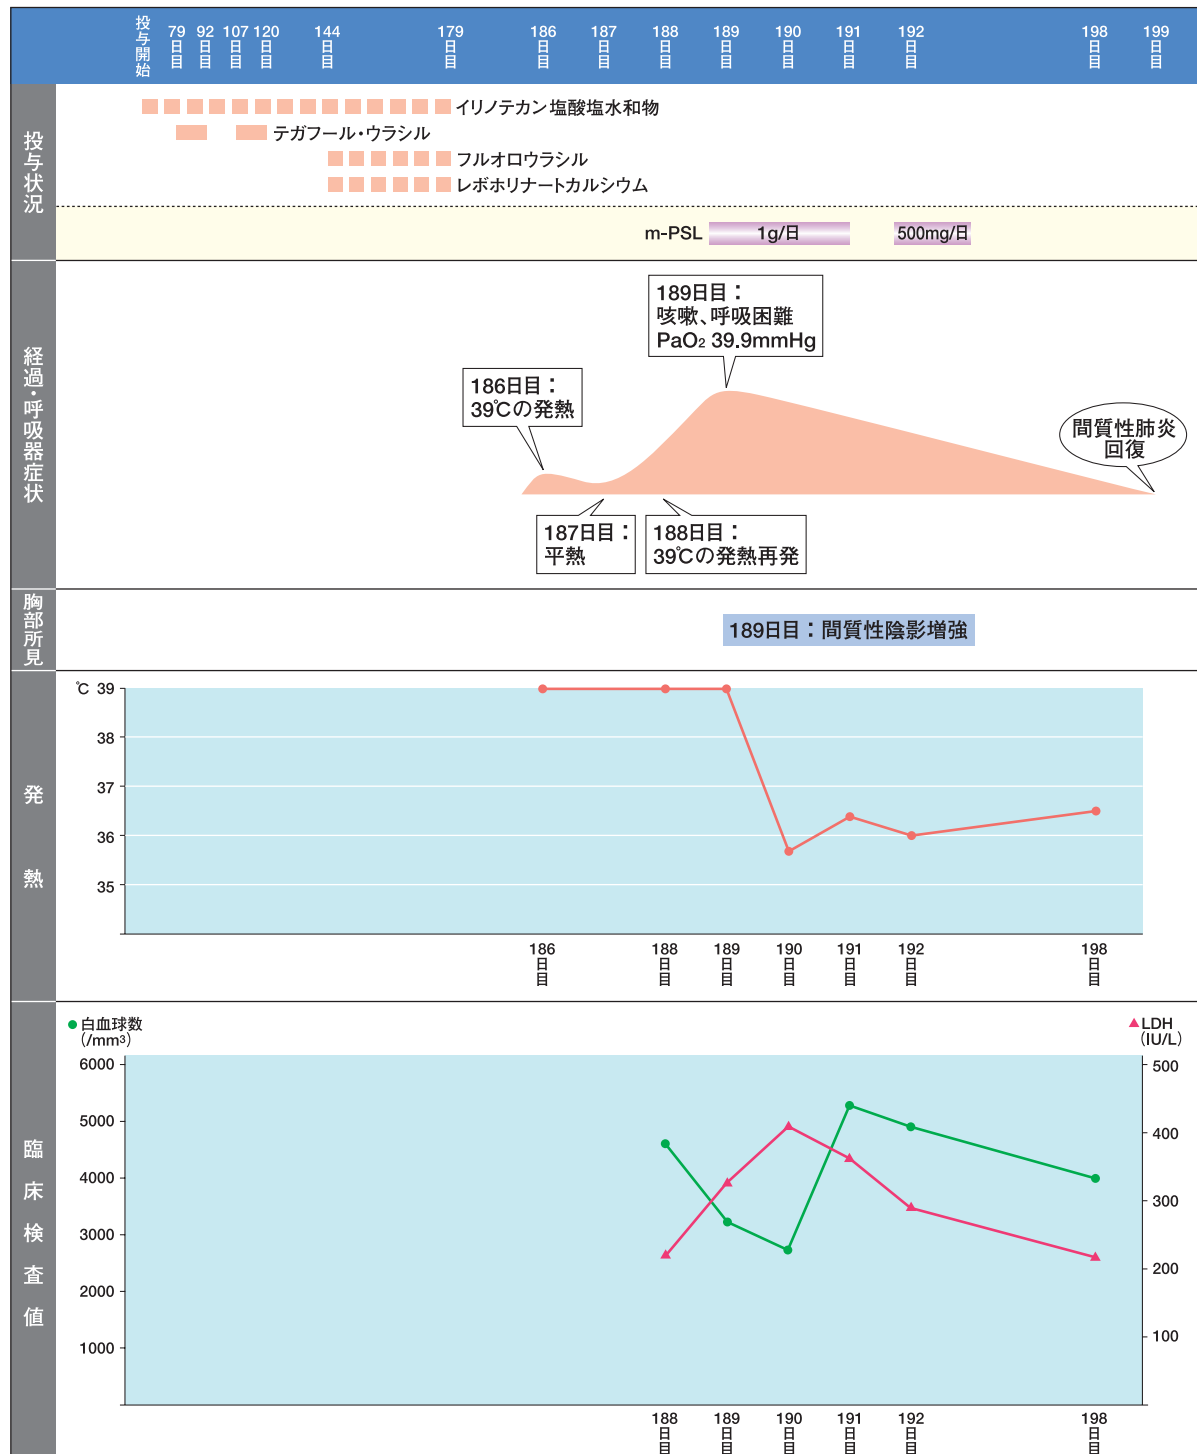 投与開始
79日目
92日目
107日目
120日目
144日目
179日目
186日目
187日目
188日目
189日目
190日目
191日目
192日目
198日目
199日目
投与状況
イリノテカン塩酸塩水和物
テガフール・ウラシル
フルオロウラシル
レボホリナートカルシウム
m-PSL
1g/日
500mg/日
経過・呼吸器症状
189日目：
咳嗽、呼吸困難
PaO₂ 39.9mmHg
186日目：
39℃の発熱
間質性肺炎
回復
187日目：
平熱
188日目：
39℃の発熱再発
胸部所見
189日目：間質性陰影増強
発熱
℃ 39
38
37
36
35
186日目
188日目
189日目
190日目
191日目
192日目
198日目
臨床検査値
白血球数
(/mm³)
6000
5000
4000
3000
2000
1000
LDH
(IU/L)
500
400
300
200
100
188日目
189日目
190日目
191日目
192日目
198日目